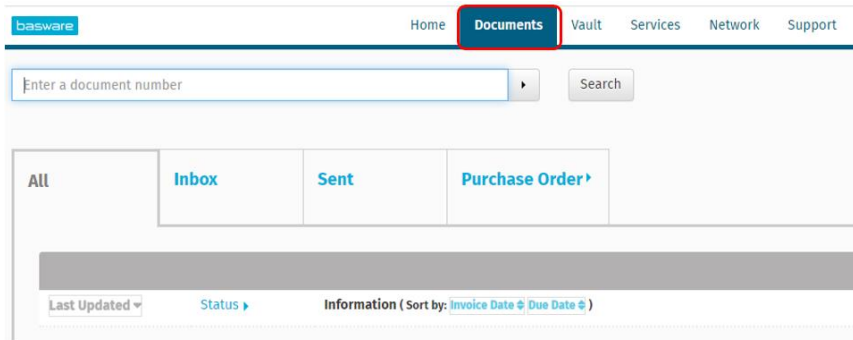 basware Home Documents Vault Services Network Support
Enter a document number Search
All Inbox Sent Purchase Order
Last Updated Status Information ( Sort by: Invoice Date Due Date )